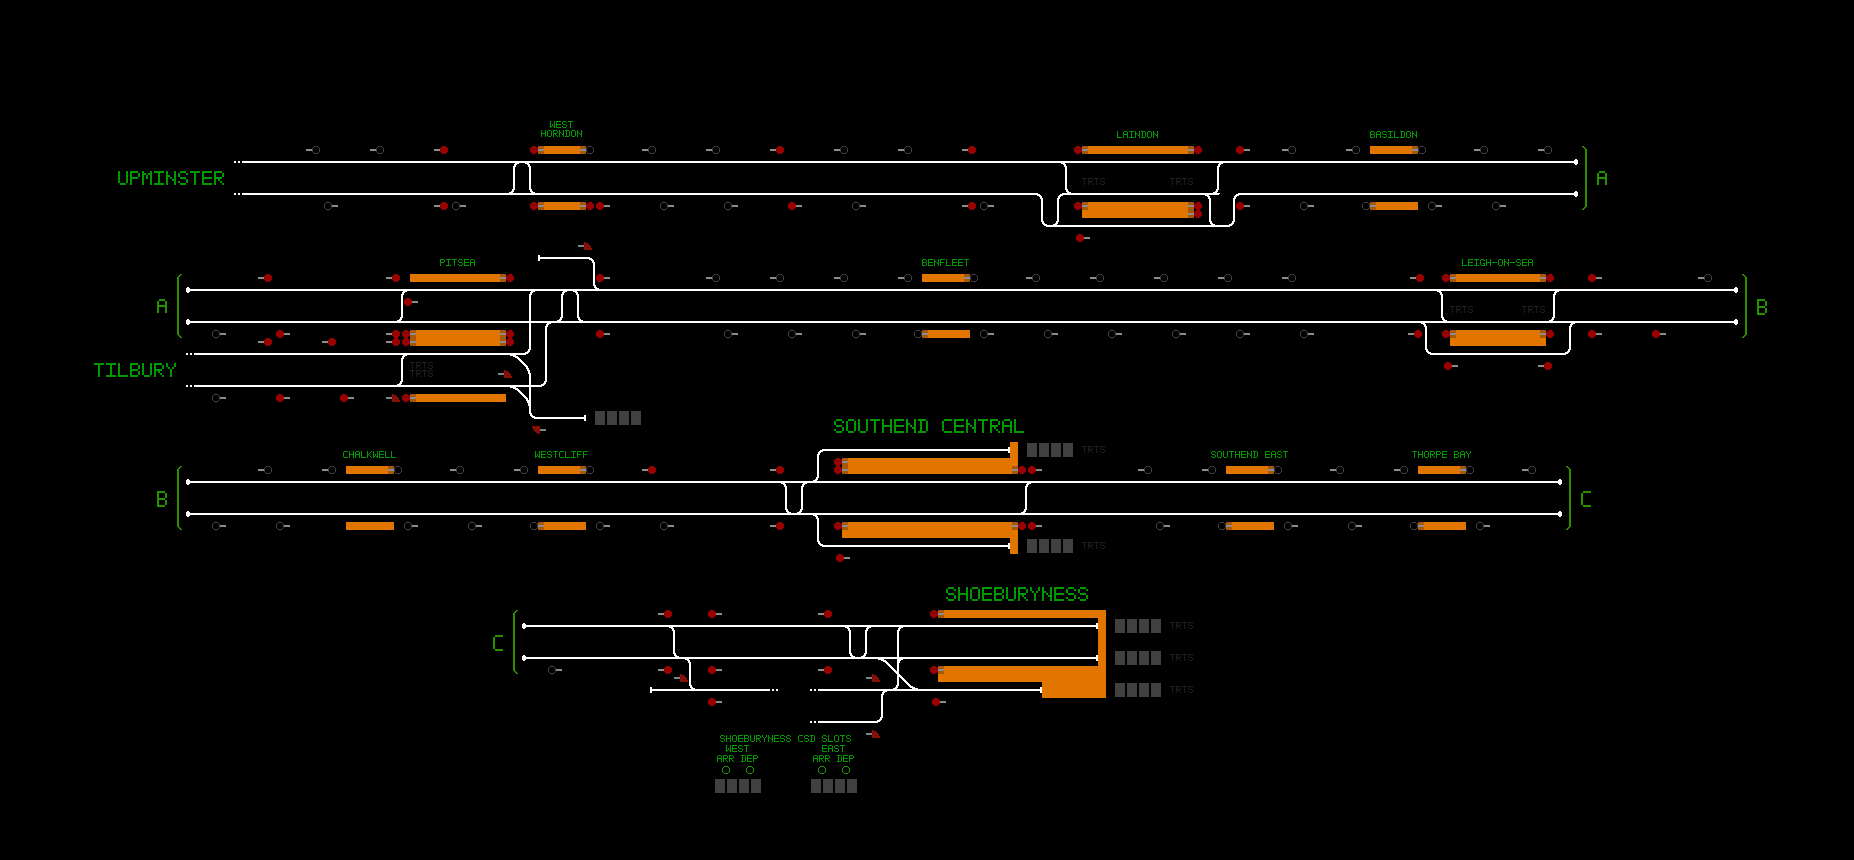 WEST
HORNDON
LAINDON
BASILDON
UPMINSTER
TRTS
TRTS
A
PITSEA
BENFLEET
LEIGH-ON-SEA
A
TRTS
TRTS
B
TILBURY
TRTS
TRTS
SOUTHEND CENTRAL
TRTS
CHALKWELL
WESTCLIFF
SOUTHEND EAST
THORPE BAY
B
C
TRTS
SHOEBURYNESS
TRTS
C
TRTS
TRTS
SHOEBURYNESS CSD SLOTS
WEST EAST
ARR DEP ARR DEP